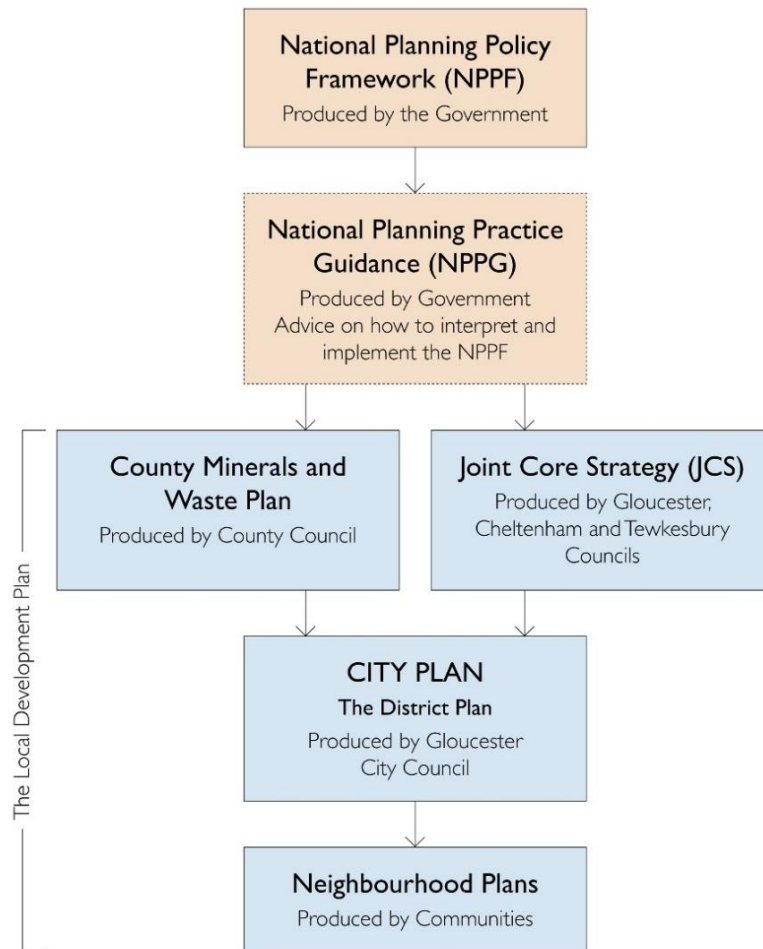 National Planning Policy
Framework (NPPF)
Produced by the Government
National Planning Practice
Guidance (NPPG)
Produced by Government
Advice on how to interpret and
implement the NPPF
The Local Development Plan
County Minerals and
Waste Plan
Produced by County Council
Joint Core Strategy (JCS)
Produced by Gloucester,
Cheltenham and Tewkesbury
Councils
CITY PLAN
The District Plan
Produced by Gloucester
City Council
Neighbourhood Plans
Produced by Communities